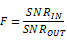 F = SNR_IN / SNR_OUT